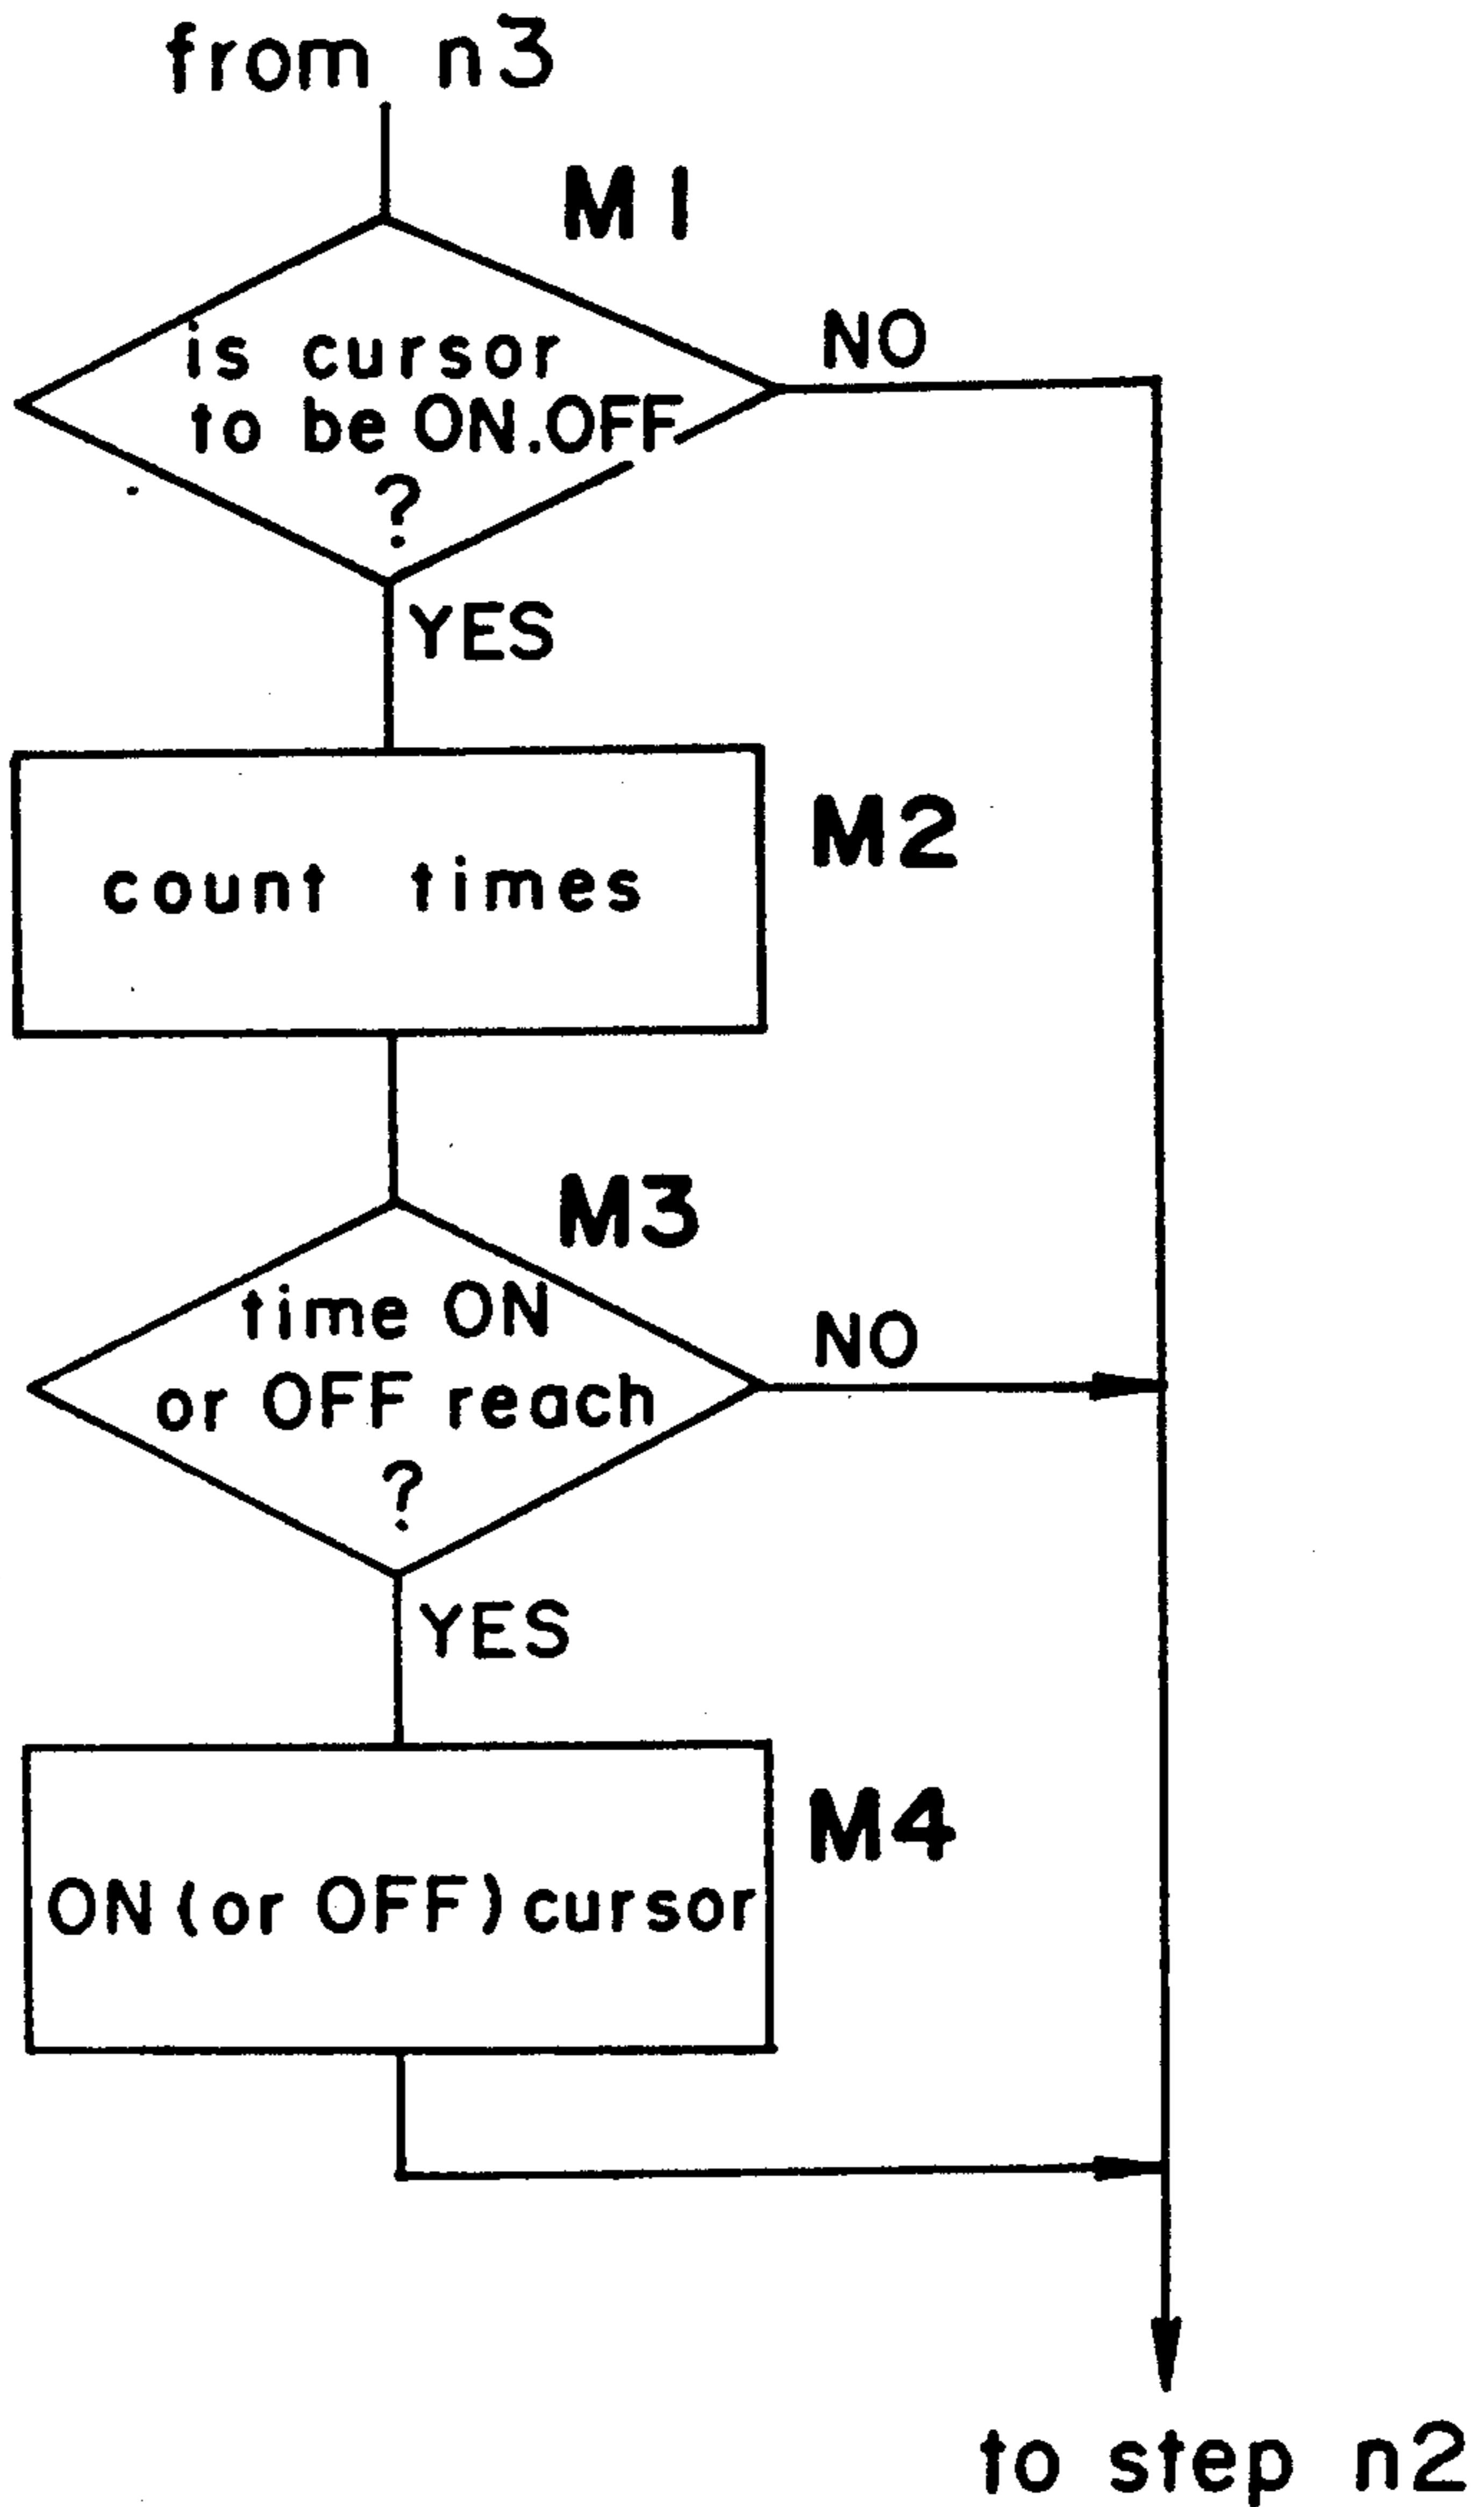 from n3
M1
is cursor
to be ON.OFF
?
NO
YES
count times
M2
M3
time ON
or OFF reach
?
NO
YES
M4
ON(or OFF)cursor
to step n2